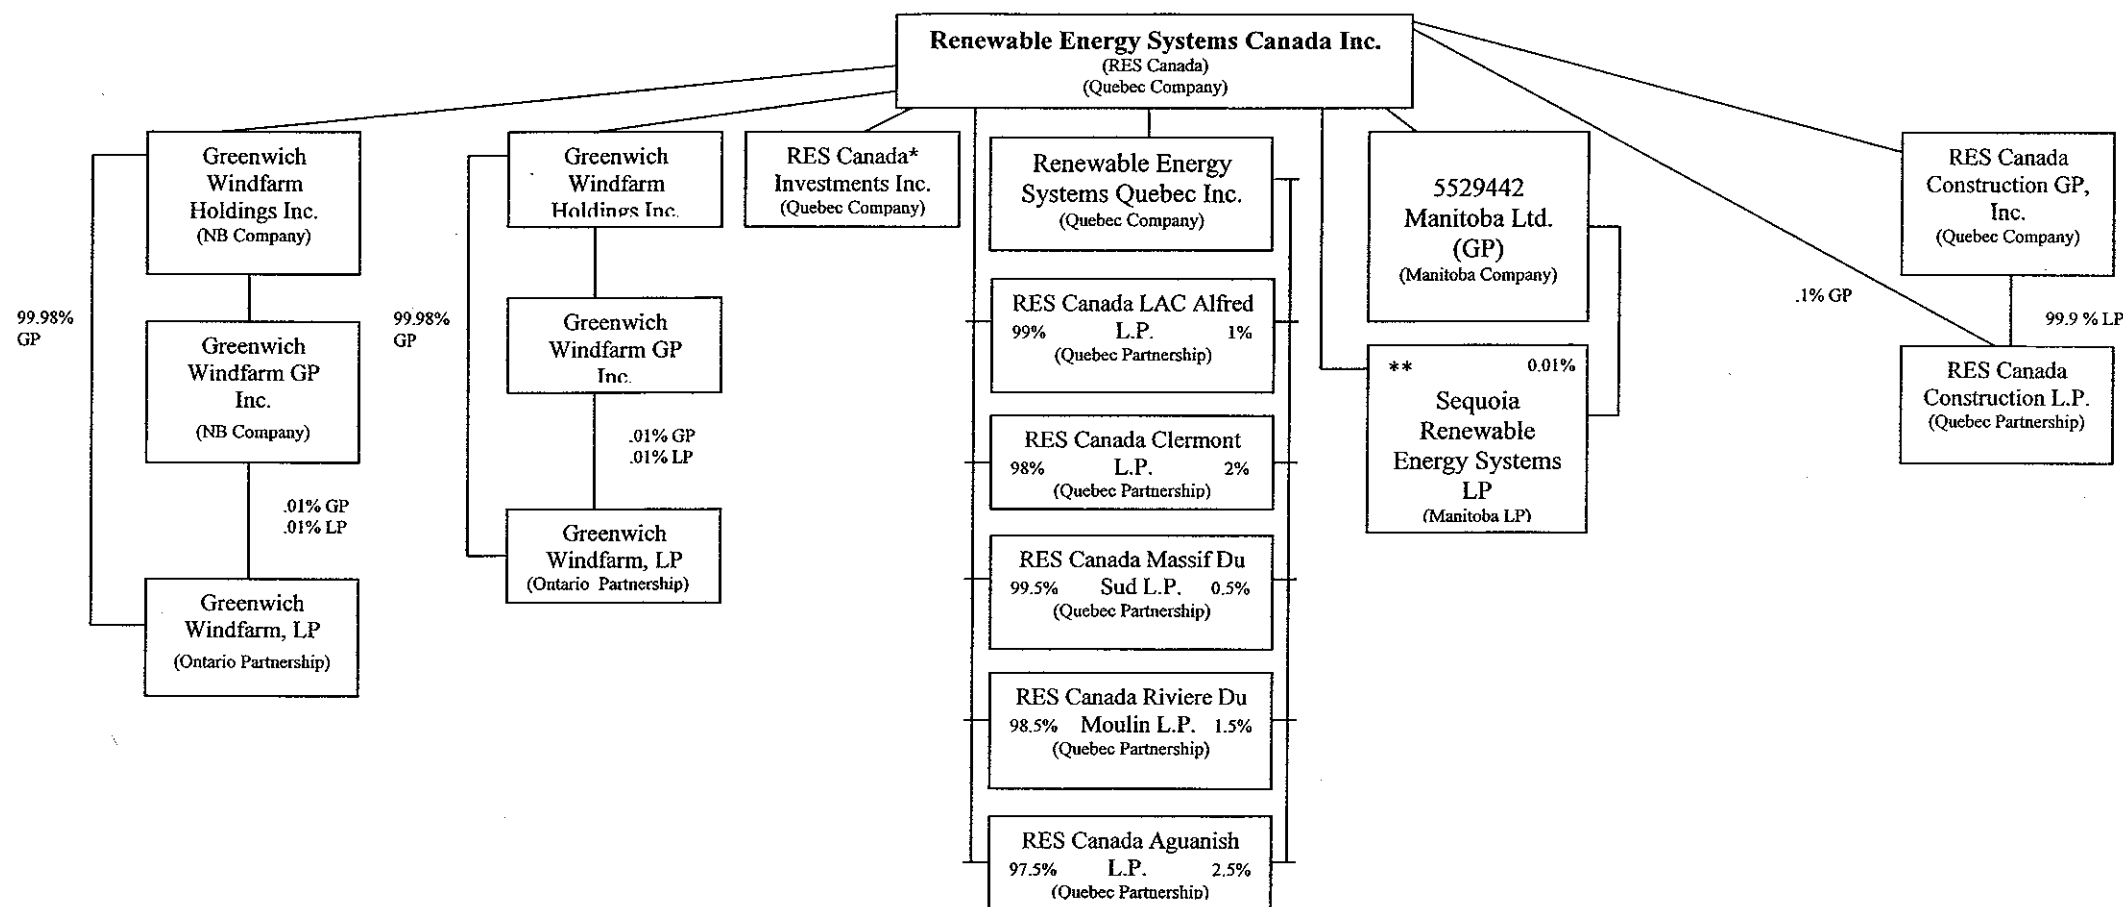 Renewable Energy Systems Canada Inc.
(RES Canada)
(Quebec Company)
Greenwich
Windfarm
Holdings Inc.
(NB Company)
99.98%
GP
Greenwich
Windfarm GP
Inc.
(NB Company)
.01% GP
.01% LP
Greenwich
Windfarm, LP
(Ontario Partnership)
Greenwich
Windfarm
Holdings Inc.
99.98%
GP
Greenwich
Windfarm GP
Inc.
.01% GP
.01% LP
Greenwich
Windfarm, LP
(Ontario Partnership)
RES Canada*
Investments Inc.
(Quebec Company)
Renewable Energy
Systems Quebec Inc.
(Quebec Company)
RES Canada LAC Alfred
99% L.P. 1%
(Quebec Partnership)
RES Canada Clermont
98% L.P. 2%
(Quebec Partnership)
RES Canada Massif Du
99.5% Sud L.P. 0.5%
(Quebec Partnership)
RES Canada Riviere Du
98.5% Moulin L.P. 1.5%
(Quebec Partnership)
RES Canada Aguanish
97.5% L.P. 2.5%
(Quebec Partnership)
5529442
Manitoba Ltd.
(GP)
(Manitoba Company)
** 0.01%
Sequoia
Renewable
Energy Systems
LP
(Manitoba LP)
RES Canada
Construction GP,
Inc.
(Quebec Company)
.1% GP
99.9 % LP
RES Canada
Construction L.P.
(Quebec Partnership)